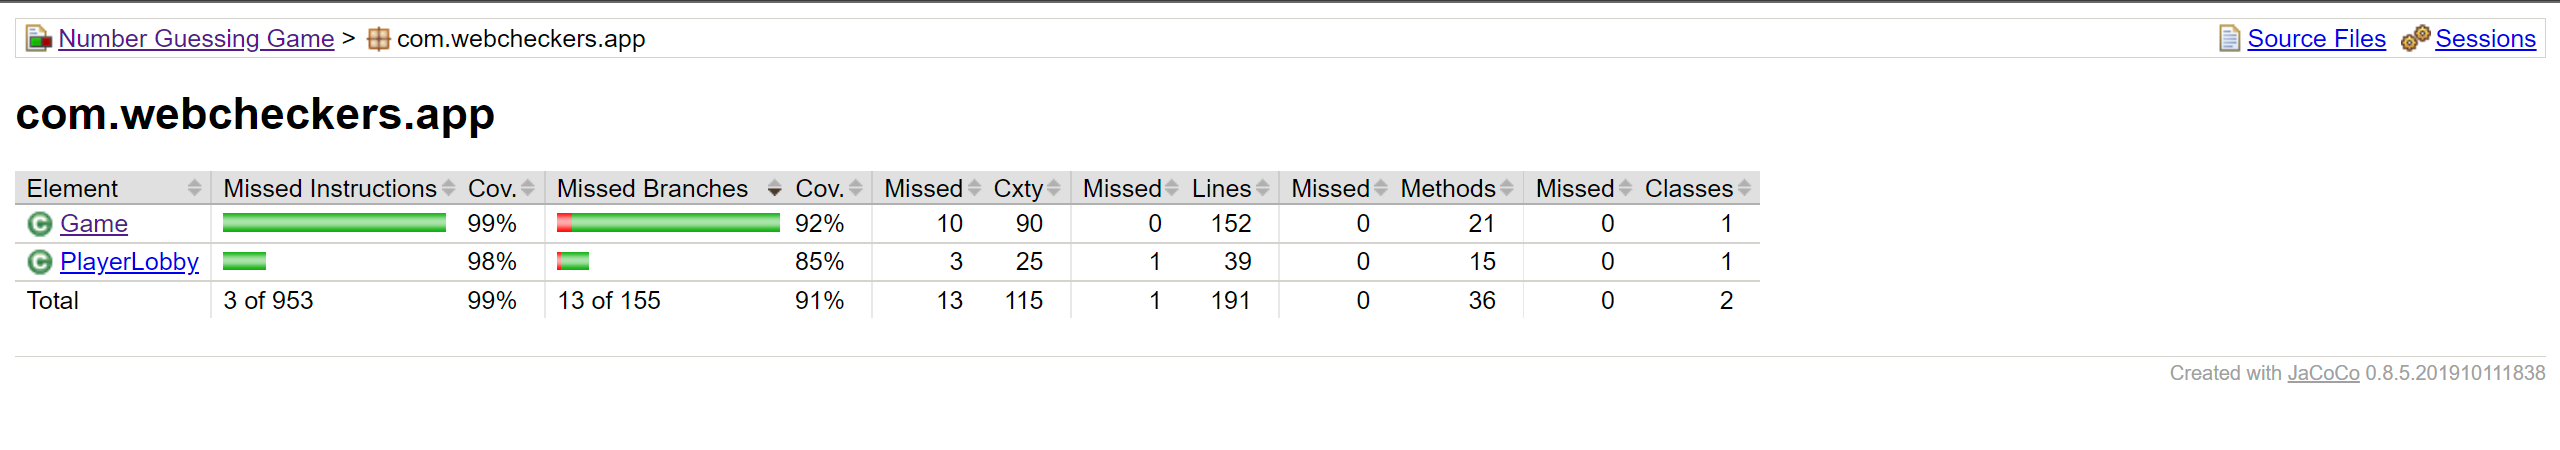 Number Guessing Game > com.webcheckers.app Source Files Sessions
com.webcheckers.app
Element Missed Instructions Cov. Missed Branches Cov. Missed Cxty Missed Lines Missed Methods Missed Classes
Game 99% 92% 10 90 0 152 0 21 0 1
PlayerLobby 98% 85% 3 25 1 39 0 15 0 1
Total 3 of 953 99% 13 of 155 91% 13 115 1 191 0 36 0 2
Created with JaCoCo 0.8.5.201910111838